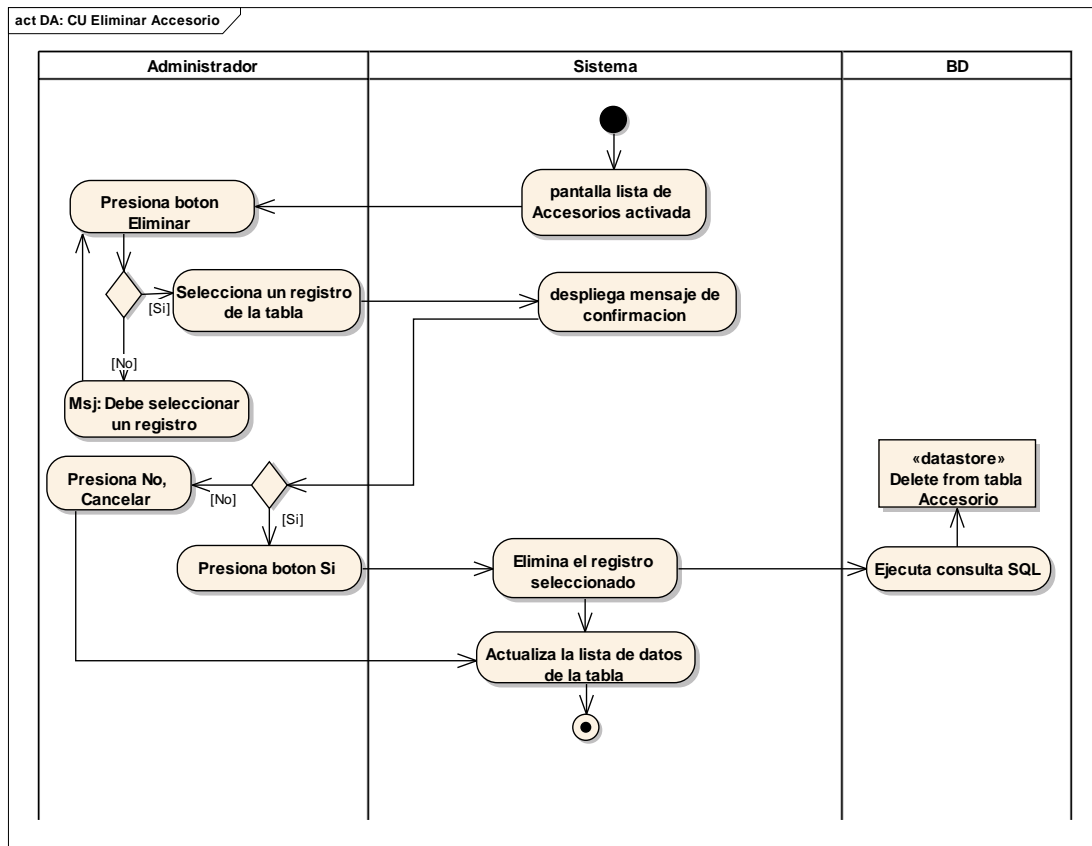 act DA: CU Eliminar Accesorio
Administrador
Sistema
BD
pantalla lista de
Accesorios activada
Presiona boton
Eliminar
[Si]
Selecciona un registro
de la tabla
despliega mensaje de
confirmacion
[No]
Msj: Debe seleccionar
un registro
Presiona No,
Cancelar
[No]
[Si]
«datastore»
Delete from tabla
Accesorio
Presiona boton Si
Elimina el registro
seleccionado
Ejecuta consulta SQL
Actualiza la lista de datos
de la tabla